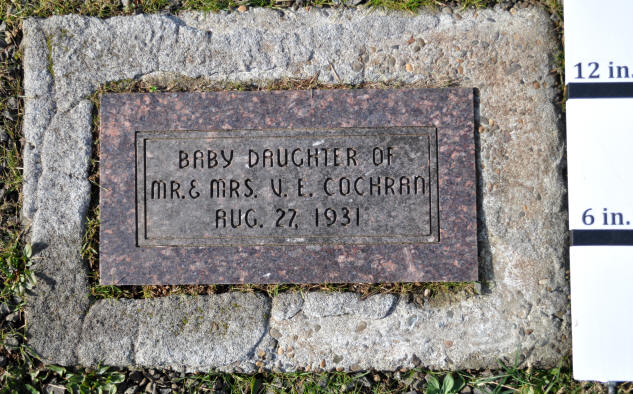 BABY DAUGHTER OF
MR. & MRS. V. E. COCHRAN
AUG. 27, 1931
12 in.
6 in.